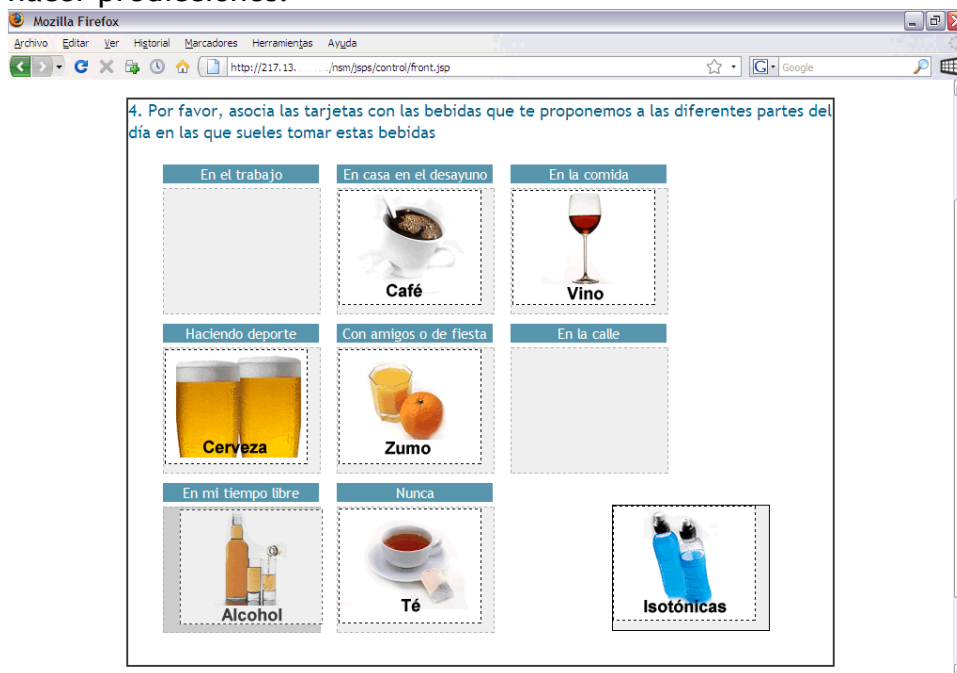 Mozilla Firefox
Archivo Editar Ver Historial Marcadores Herramientas Ayuda
http://217.13. /nsm/jsps/control/front.jsp
G Google
4. Por favor, asocia las tarjetas con las bebidas que te proponemos a las diferentes partes del
día en las que sueles tomar estas bebidas
En el trabajo En casa en el desayuno En la comida
Café Vino
Haciendo deporte Con amigos o de fiesta En la calle
Cerveza Zumo
En mi tiempo libre Nunca
Alcohol Té Isotónicas